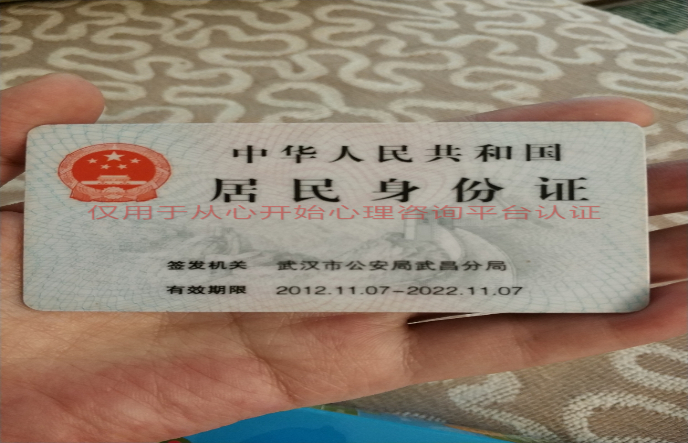 中华人民共和国
居民身份证
仅用于从心开始心理咨询平台认证
签发机关 武汉市公安局武昌分局
有效期限 2012.11.07-2022.11.07